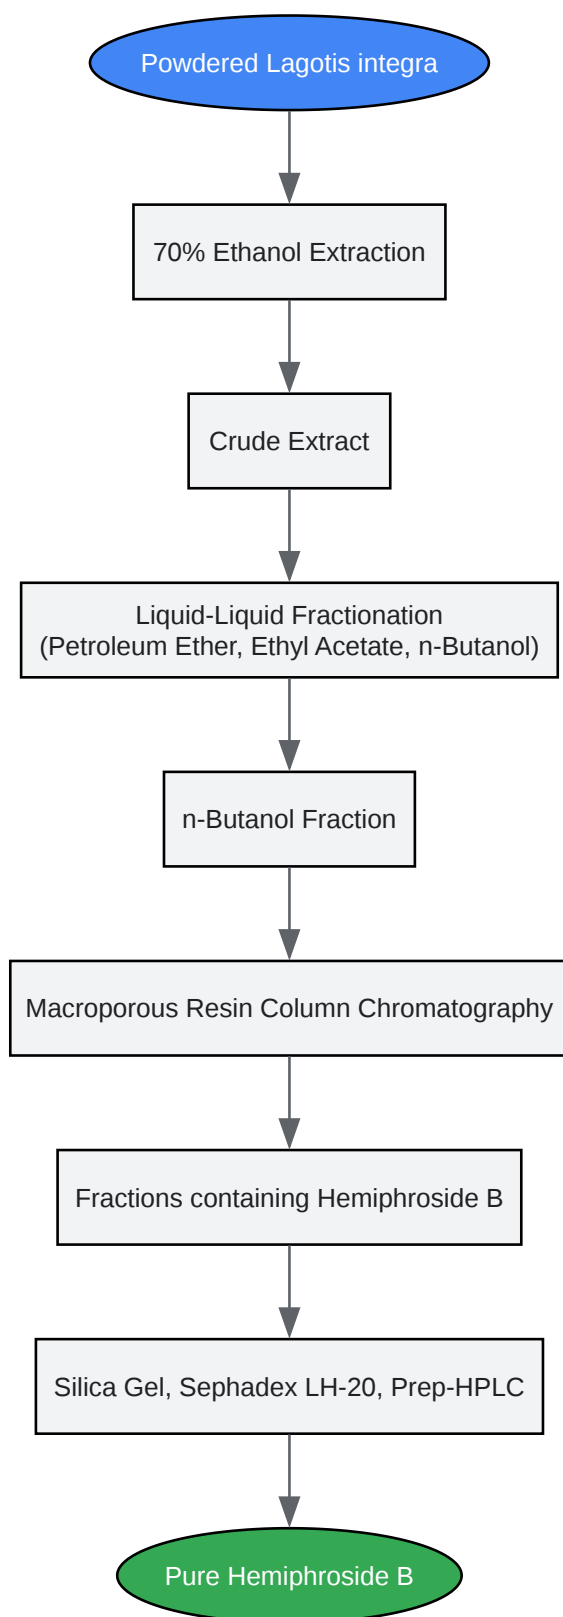 Powdered Lagotis integra
70% Ethanol Extraction
Crude Extract
Liquid-Liquid Fractionation
(Petroleum Ether, Ethyl Acetate, n-Butanol)
n-Butanol Fraction
Macroporous Resin Column Chromatography
Fractions containing Hemiphroside B
Silica Gel, Sephadex LH-20, Prep-HPLC
Pure Hemiphroside B